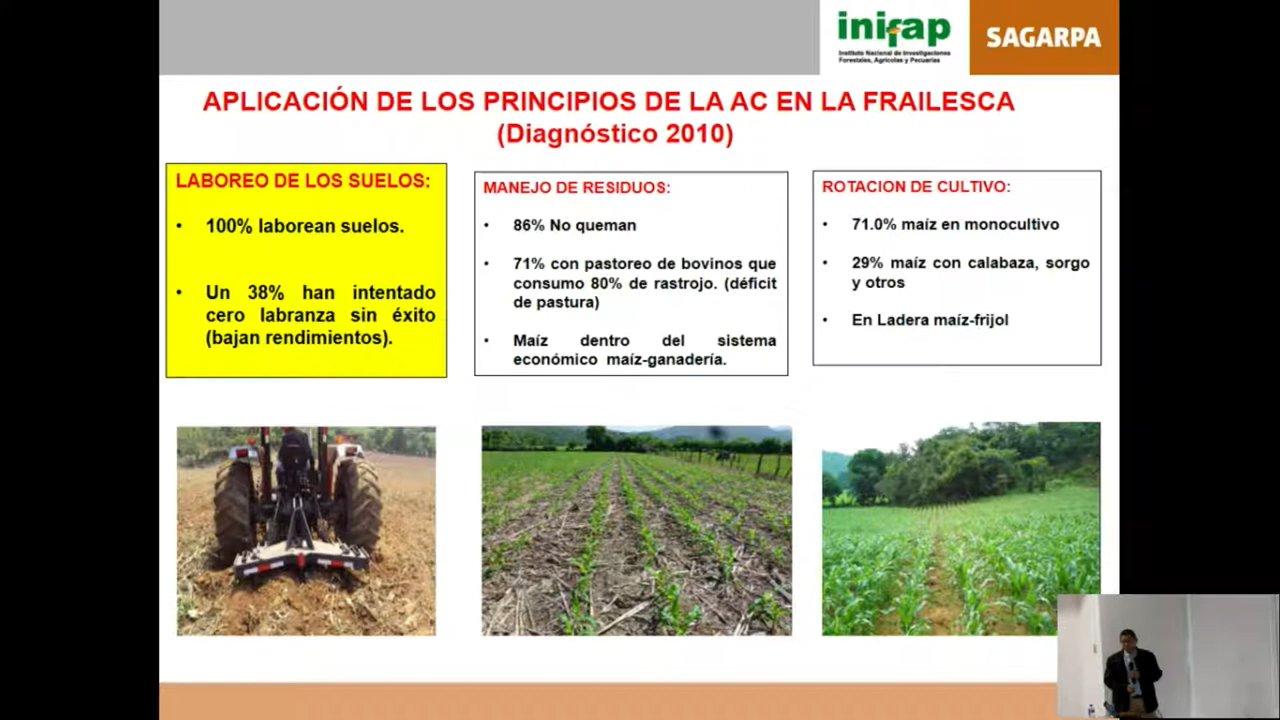 inifap
Instituto Nacional de Investigaciones
Forestales, Agrícolas y Pecuarias
SAGARPA
APLICACIÓN DE LOS PRINCIPIOS DE LA AC EN LA FRAILESCA
(Diagnóstico 2010)
LABOREO DE LOS SUELOS:
• 100% laborean suelos.
• Un 38% han intentado
cero labranza sin éxito
(bajan rendimientos).
MANEJO DE RESIDUOS:
• 86% No queman
• 71% con pastoreo de bovinos que
consumo 80% de rastrojo. (déficit
de pastura)
• Maíz dentro del sistema
económico maíz-ganadería.
ROTACION DE CULTIVO:
• 71.0% maíz en monocultivo
• 29% maíz con calabaza, sorgo
y otros
• En Ladera maíz-frijol